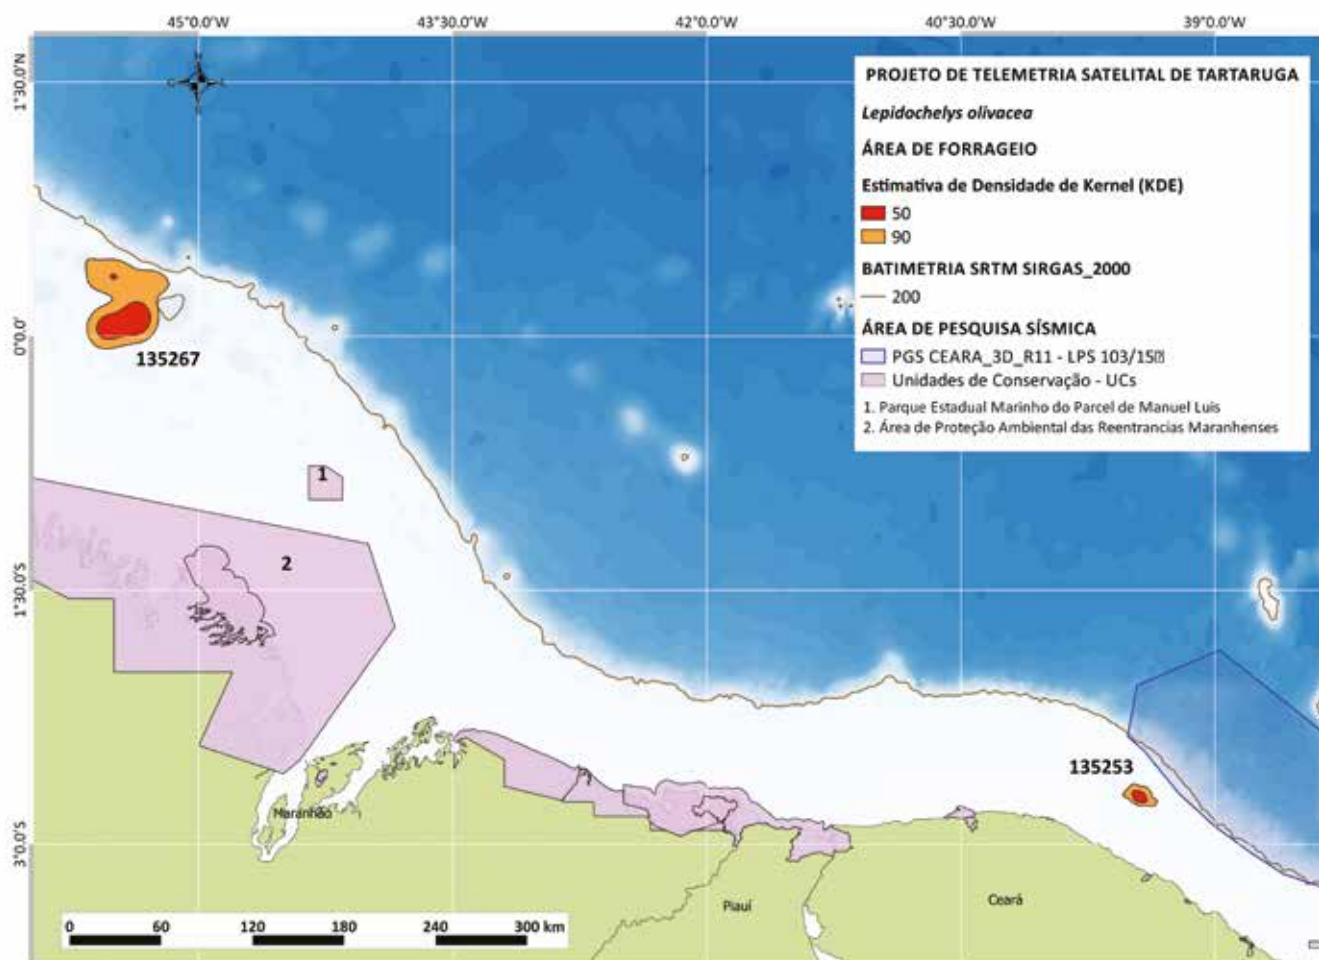 45°0.0'W 43°30.0'W 42°0.0'W 40°30.0'W 39°0.0'W
1°30.0'N
0°0.0'
1°30.0'S
3°0.0'S
N
S
PROJETO DE TELEMETRIA SATELITAL DE TARTARUGA
Lepidochelys olivacea
ÁREA DE FORRAGEIO
Estimativa de Densidade de Kernel (KDE)
50
90
BATIMETRIA SRTM SIRGAS_2000
200
ÁREA DE PESQUISA SÍSMICA
PGS CEARA_3D_R11 - LPS 103/15
Unidades de Conservação - UCs
1. Parque Estadual Marinho do Parcel de Manuel Luis
2. Área de Proteção Ambiental das Reentrancias Maranhenses
135267
1
2
135253
Maranhão
Piauí
Ceará
0 60 120 180 240 300 km